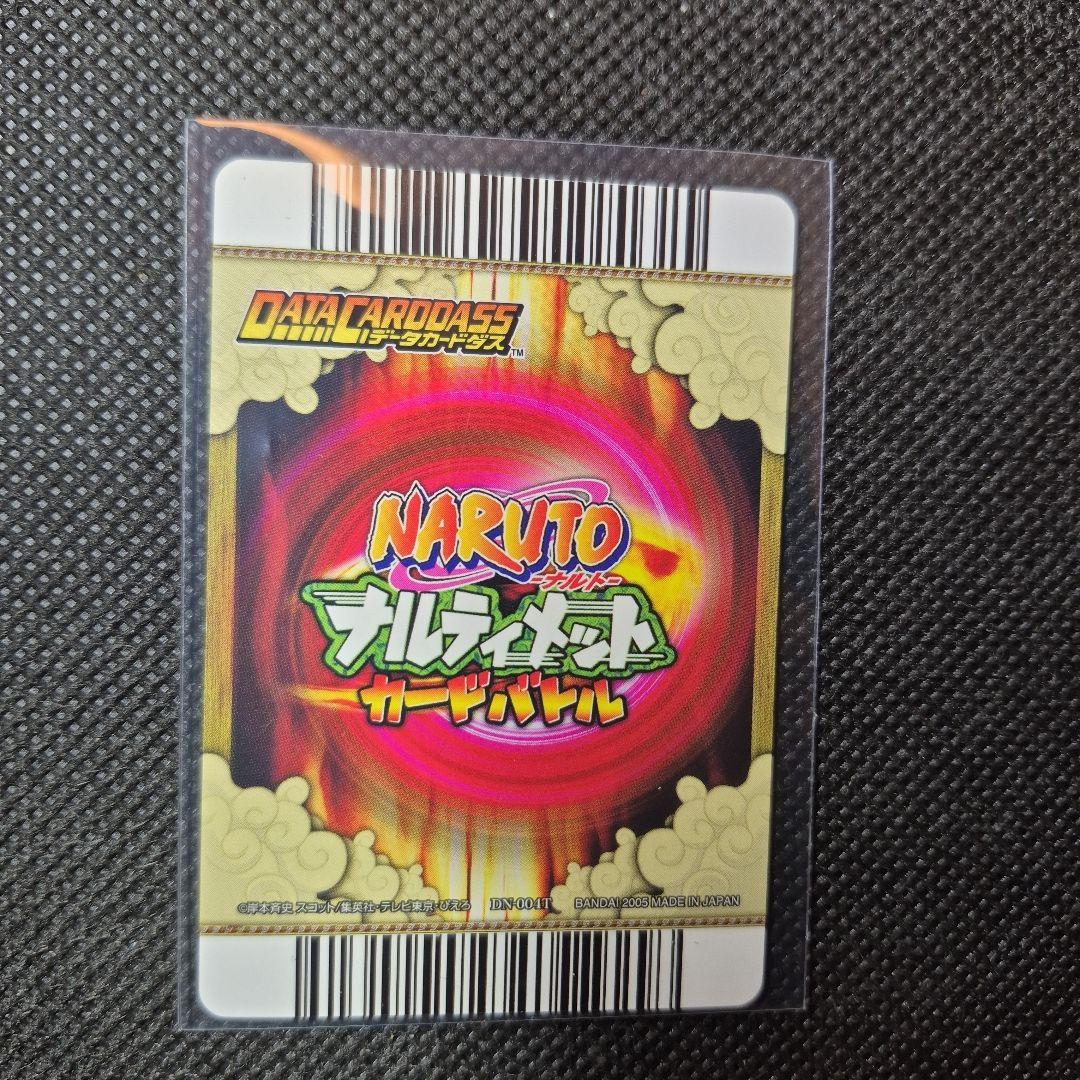 DATACARDDASS
データカードダス™
NARUTO
-ナルト-
ナルティメット
カードバトル
©岸本斉史 スコット/集英社・テレビ東京・ぴえろ DN-004T BANDAI 2005 MADE IN JAPAN